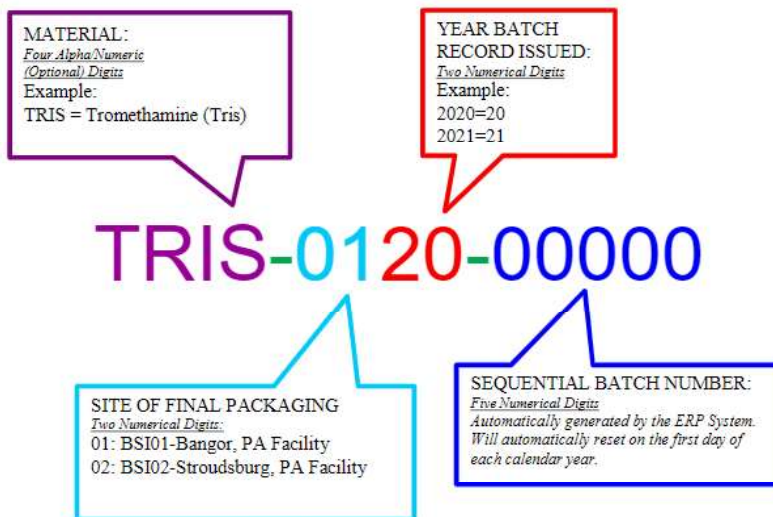 MATERIAL:
Four Alpha/Numeric
(Optional) Digits
Example:
TRIS = Tromethamine (Tris)
YEAR BATCH
RECORD ISSUED:
Two Numerical Digits
Example:
2020=20
2021=21
TRIS-0120-00000
SITE OF FINAL PACKAGING
Two Numerical Digits:
01: BSI01-Bangor, PA Facility
02: BSI02-Stroudsburg, PA Facility
SEQUENTIAL BATCH NUMBER:
Five Numerical Digits
Automatically generated by the ERP System.
Will automatically reset on the first day of
each calendar year.